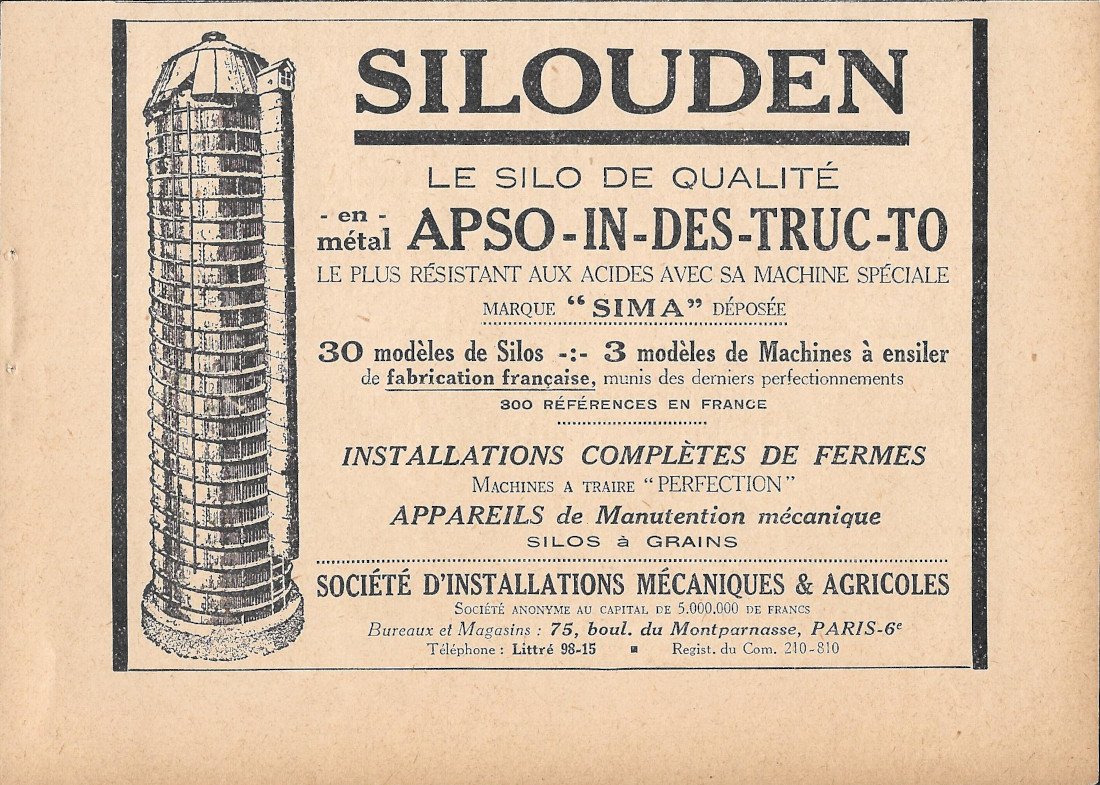 SILOUDEN
LE SILO DE QUALITÉ
- en - métal APSO-IN-DES-TRUC-TO
LE PLUS RÉSISTANT AUX ACIDES AVEC SA MACHINE SPÉCIALE
MARQUE “SIMA” DÉPOSÉE
30 modèles de Silos -:- 3 modèles de Machines à ensiler
de fabrication française, munis des derniers perfectionnements
300 RÉFÉRENCES EN FRANCE
INSTALLATIONS COMPLÈTES DE FERMES
MACHINES A TRAIRE “PERFECTION”
APPAREILS de Manutention mécanique
SILOS à GRAINS
SOCIÉTÉ D'INSTALLATIONS MÉCANIQUES & AGRICOLES
SOCIÉTÉ ANONYME AU CAPITAL DE 5.000.000 DE FRANCS
Bureaux et Magasins : 75, boul. du Montparnasse, PARIS-6e
Téléphone : Littré 98-15 ■ Regist. du Com. 210-810